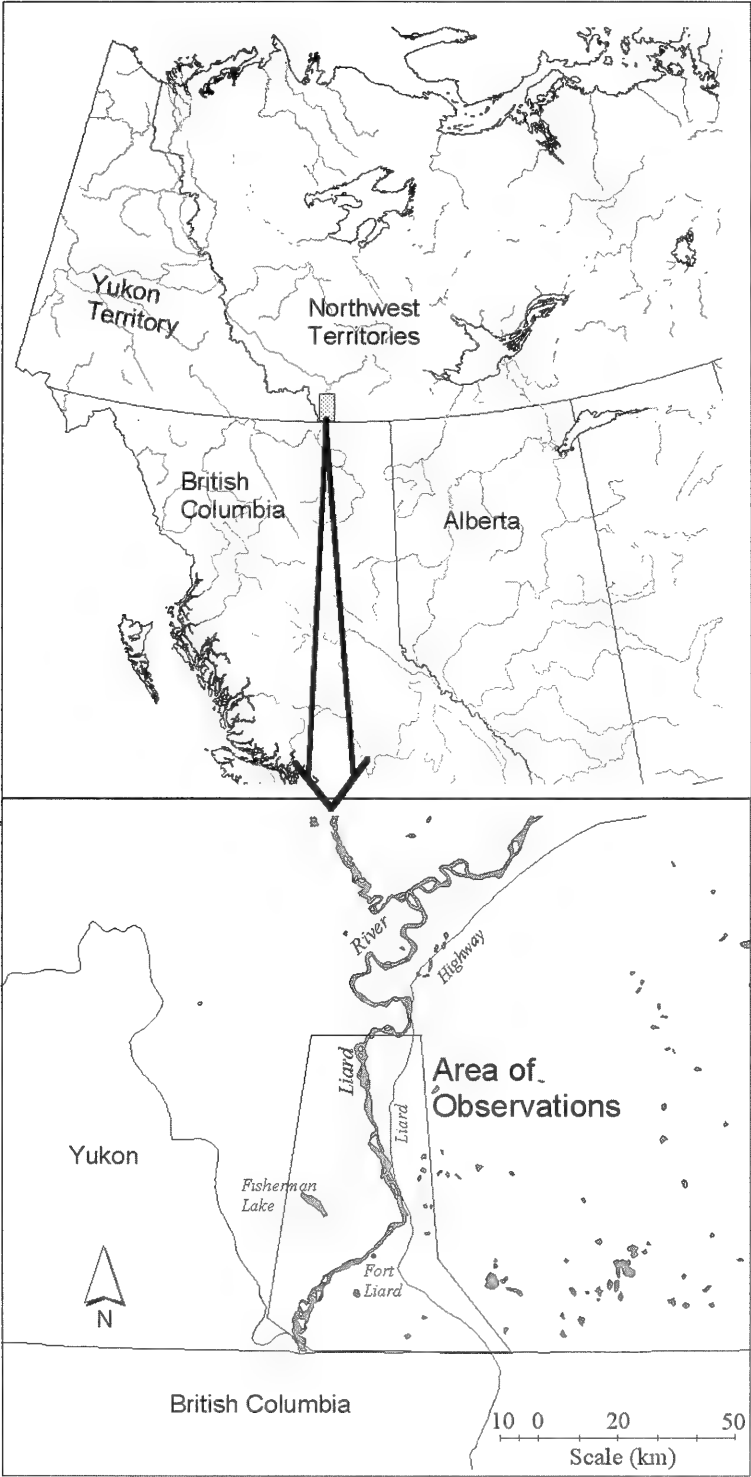 Yukon
Territory
Northwest
Territories
British
Columbia
Alberta
River
Highway
Liard
Area of
Observations
Liard
Yukon
Fisherman
Lake
Fort
Liard
N
British Columbia
10 0 20 50
Scale (km)